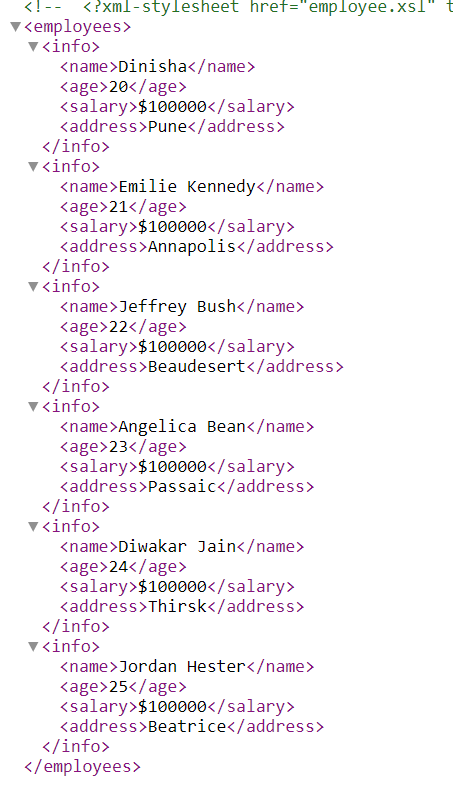 <!--  <?xml-stylesheet href="employee.xsl"
<employees>
<info>
<name>Dinisha</name>
<age>20</age>
<salary>$100000</salary>
<address>Pune</address>
</info>
<info>
<name>Emilie Kennedy</name>
<age>21</age>
<salary>$100000</salary>
<address>Annapolis</address>
</info>
<info>
<name>Jeffrey Bush</name>
<age>22</age>
<salary>$100000</salary>
<address>Beaudesert</address>
</info>
<info>
<name>Angelica Bean</name>
<age>23</age>
<salary>$100000</salary>
<address>Passaic</address>
</info>
<info>
<name>Diwakar Jain</name>
<age>24</age>
<salary>$100000</salary>
<address>Thirsk</address>
</info>
<info>
<name>Jordan Hester</name>
<age>25</age>
<salary>$100000</salary>
<address>Beatrice</address>
</info>
</employees>